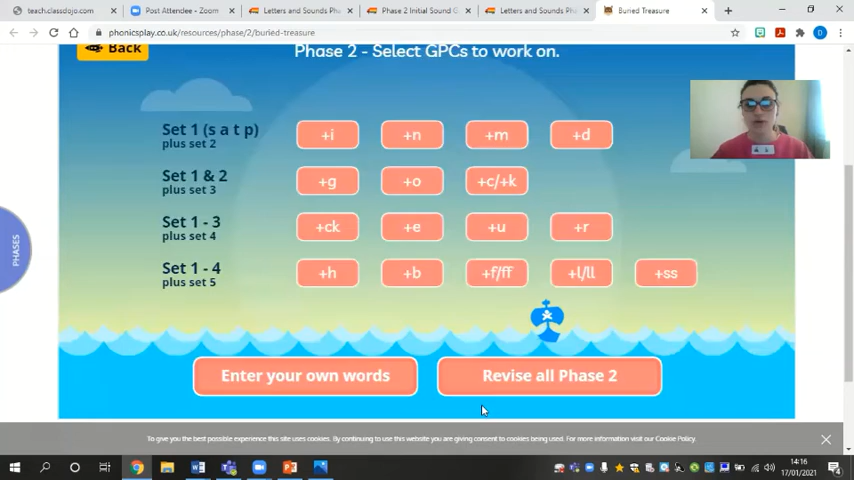 teach.classdojo.com
Post Attendee - Zoom
Letters and Sounds Pha
Phase 2 Initial Sound G
Letters and Sounds Pha
Buried Treasure
phonicsplay.co.uk/resources/phase/2/buried-treasure
Back
Phase 2 - Select GPCs to work on.
Set 1 (s a t p)
plus set 2
+i
+n
+m
+d
Set 1 & 2
plus set 3
+g
+o
+c/+k
Set 1 - 3
plus set 4
+ck
+e
+u
+r
Set 1 - 4
plus set 5
+h
+b
+f/ff
+l/ll
+ss
PHASES
Enter your own words
Revise all Phase 2
To give you the best possible experience this site uses cookies. By continuing to use this website you are giving consent to cookies being used. For more information visit our Cookie Policy.
14:16
17/01/2021